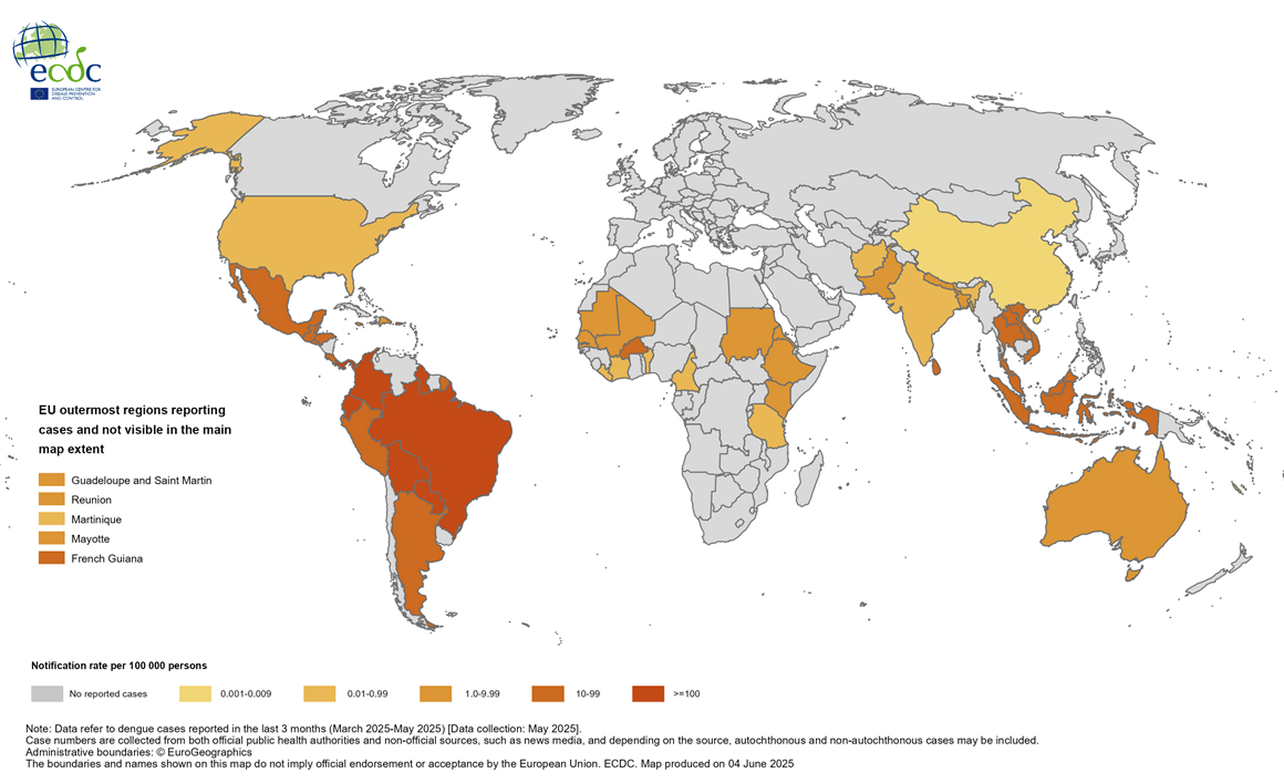 ecdc
EUROPEAN CENTRE FOR
DISEASE PREVENTION
AND CONTROL
EU outermost regions reporting
cases and not visible in the main
map extent
Guadeloupe and Saint Martin
Reunion
Martinique
Mayotte
French Guiana
Notification rate per 100 000 persons
No reported cases
0.001-0.009
0.01-0.99
1.0-9.99
10-99
>=100
Note: Data refer to dengue cases reported in the last 3 months (March 2025-May 2025) [Data collection: May 2025].
Case numbers are collected from both official public health authorities and non-official sources, such as news media, and depending on the source, autochthonous and non-autochthonous cases may be included.
Administrative boundaries: © EuroGeographics
The boundaries and names shown on this map do not imply official endorsement or acceptance by the European Union. ECDC. Map produced on 04 June 2025